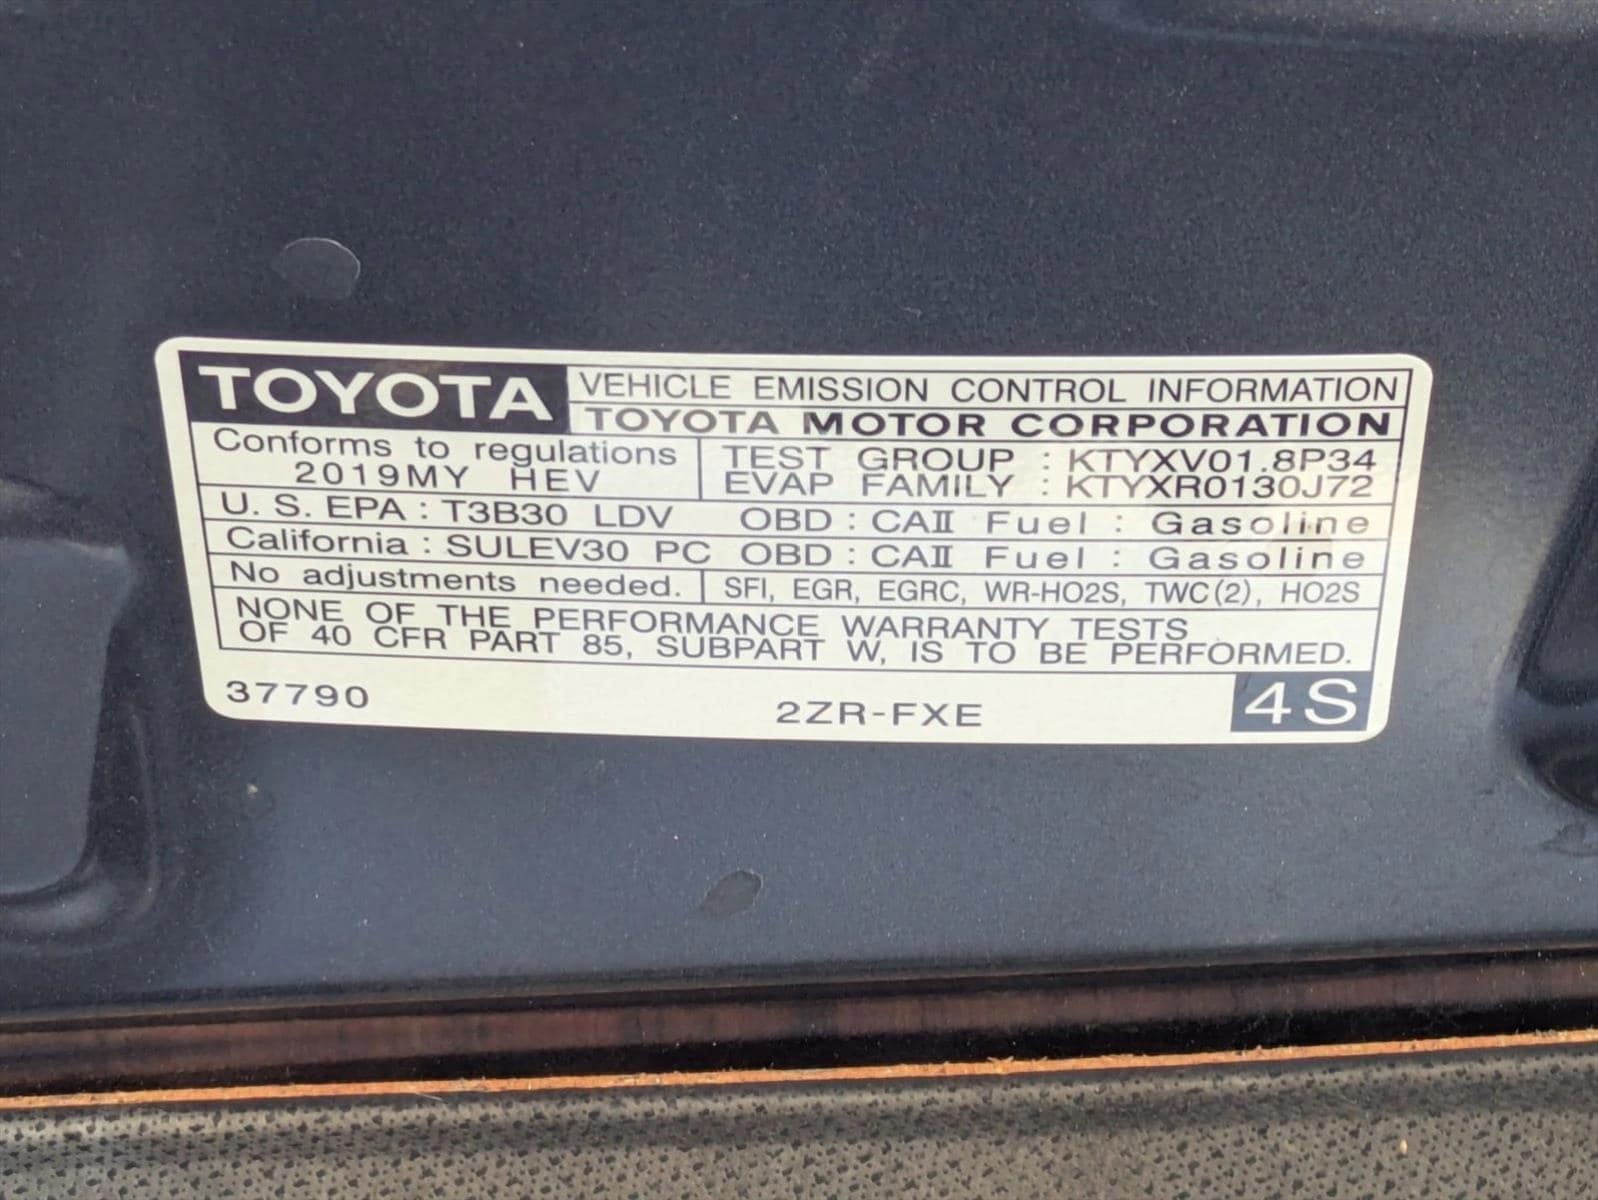 TOYOTA VEHICLE EMISSION CONTROL INFORMATION
TOYOTA MOTOR CORPORATION
Conforms to regulations
2019MY HEV
TEST GROUP : KTYXV01.8P34
EVAP FAMILY : KTYXR0130J72
U. S. EPA : T3B30 LDV OBD : CAII Fuel : Gasoline
California : SULEV30 PC OBD : CAII Fuel : Gasoline
No adjustments needed. SFI, EGR, EGRC, WR-HO2S, TWC(2), HO2S
NONE OF THE PERFORMANCE WARRANTY TESTS
OF 40 CFR PART 85, SUBPART W, IS TO BE PERFORMED.
37790 2ZR-FXE 4S